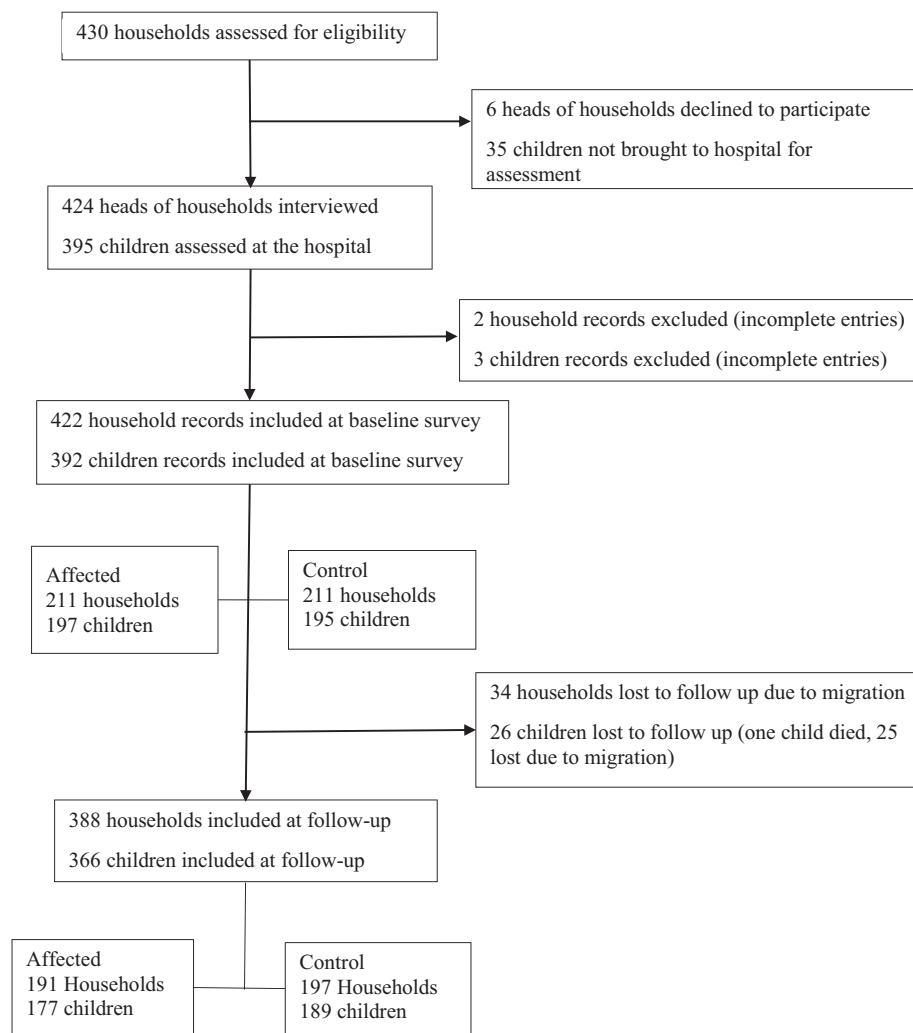 430 households assessed for eligibility
6 heads of households declined to participate
35 children not brought to hospital for
assessment
424 heads of households interviewed
395 children assessed at the hospital
2 household records excluded (incomplete entries)
3 children records excluded (incomplete entries)
422 household records included at baseline survey
392 children records included at baseline survey
Affected
211 households
197 children
Control
211 households
195 children
34 households lost to follow up due to migration
26 children lost to follow up (one child died, 25
lost due to migration)
388 households included at follow-up
366 children included at follow-up
Affected
191 Households
177 children
Control
197 Households
189 children